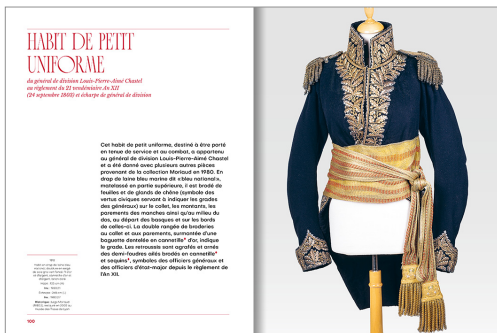 HABIT DE PETIT
UNIFORME
du général de division Louis-Pierre-Aimé Chastel
au règlement du 21 vendémiaire An XII
(24 septembre 1803) et écharpe de général de division
Cet habit de petit uniforme, destiné à être porté
en tenue de service et au combat, a appartenu
au général de division Louis-Pierre-Aimé Chastel
et a été donné avec plusieurs autres pièces
provenant de la collection Moriaud en 1980. En
drap de laine bleu marine dit « bleu national »,
matelassé en partie supérieure, il est brodé de
feuilles et de glands de chêne (symbole des
vertus civiques servant à indiquer les grades
des généraux) sur le collet, les montants, les
parements des manches ainsi qu'au milieu du
dos, au départ des basques et sur les bords
de celles-ci. La double rangée de broderies
au collet et aux parements, surmontée d'une
baguette dentelée en cannetille* d'or, indique
le grade. Les retroussis sont agrafés et ornés
des demi-foudres ailés brodés en cannetille*
et sequins*, symboles des officiers généraux et
des officiers d'état-major depuis le règlement de
l'An XII.
100